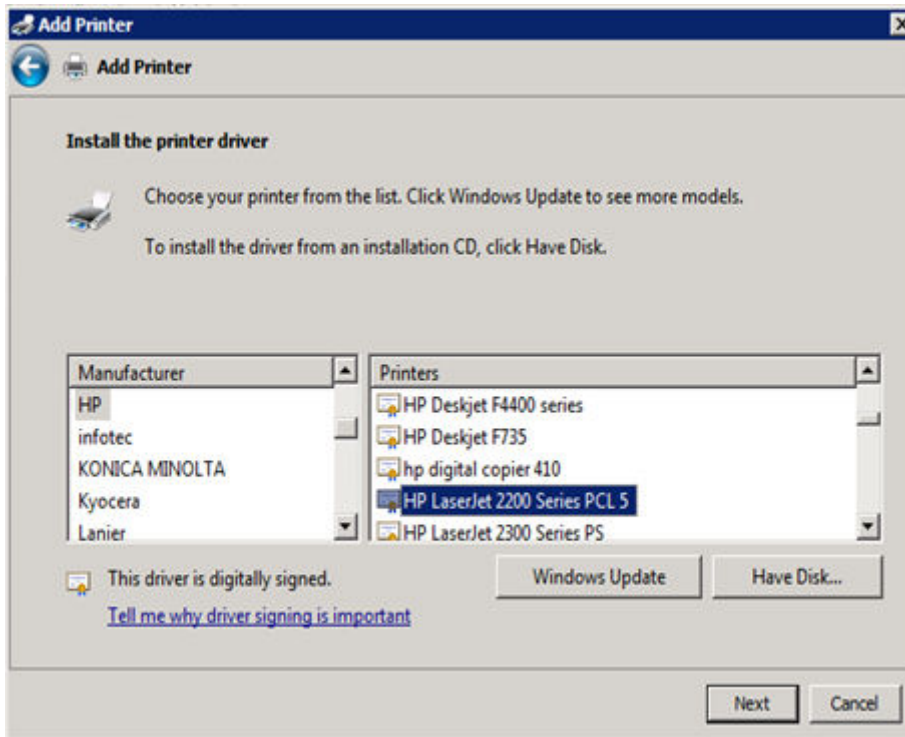 Add Printer
Add Printer
Install the printer driver
Choose your printer from the list. Click Windows Update to see more models.
To install the driver from an installation CD, click Have Disk.
Manufacturer
HP
infotec
KONICA MINOLTA
Kyocera
Lanier
Printers
HP Deskjet F4400 series
HP Deskjet F735
hp digital copier 410
HP LaserJet 2200 Series PCL 5
HP LaserJet 2300 Series PS
This driver is digitally signed.
Tell me why driver signing is important
Windows Update
Have Disk...
Next
Cancel